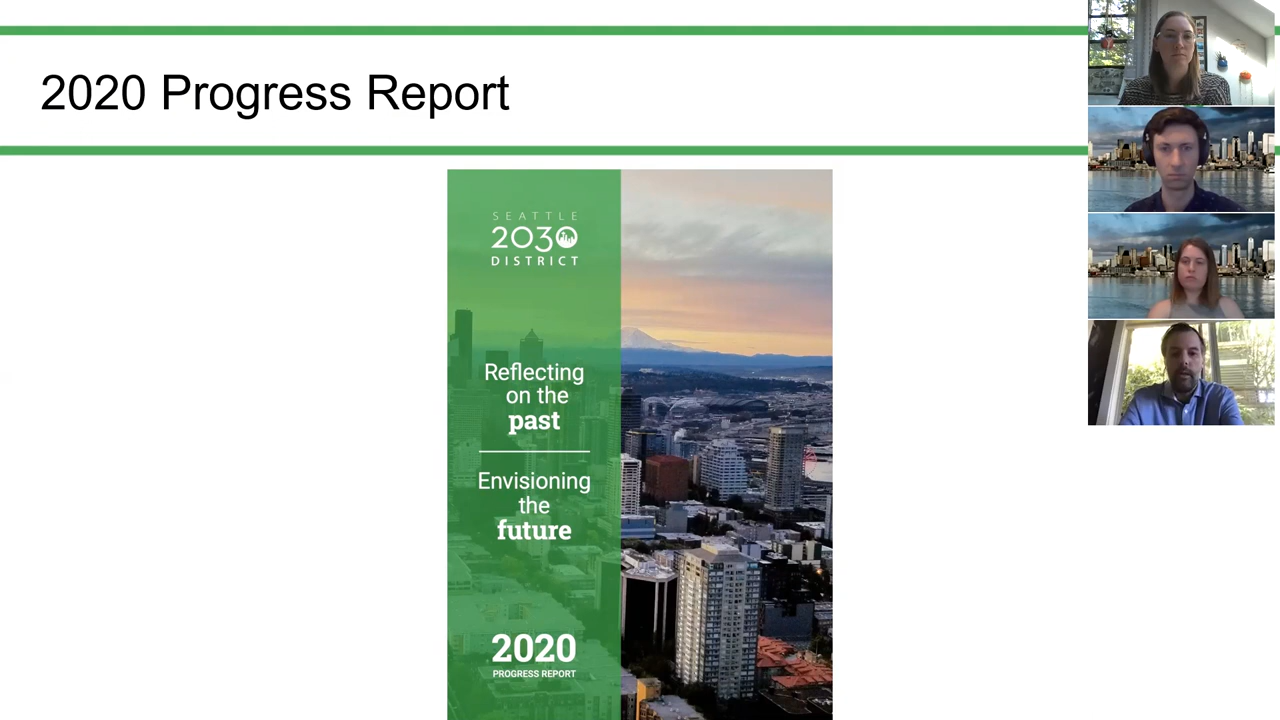 2020 Progress Report
SEATTLE
2030
DISTRICT
Reflecting
on the
past
Envisioning
the
future
2020
PROGRESS REPORT